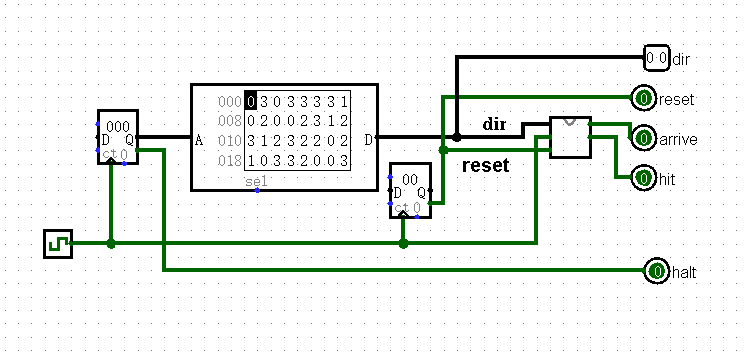 0 0 dir
0 reset
000 0 3 0 3 3 3 3 1
008 0 2 0 0 2 3 1 2
010 3 1 2 3 2 2 0 2
018 1 0 3 3 2 0 0 3
A D
sel
000
D Q
ct 0
dir
reset
0 arrive
0 hit
00
D Q
ct 0
0 halt